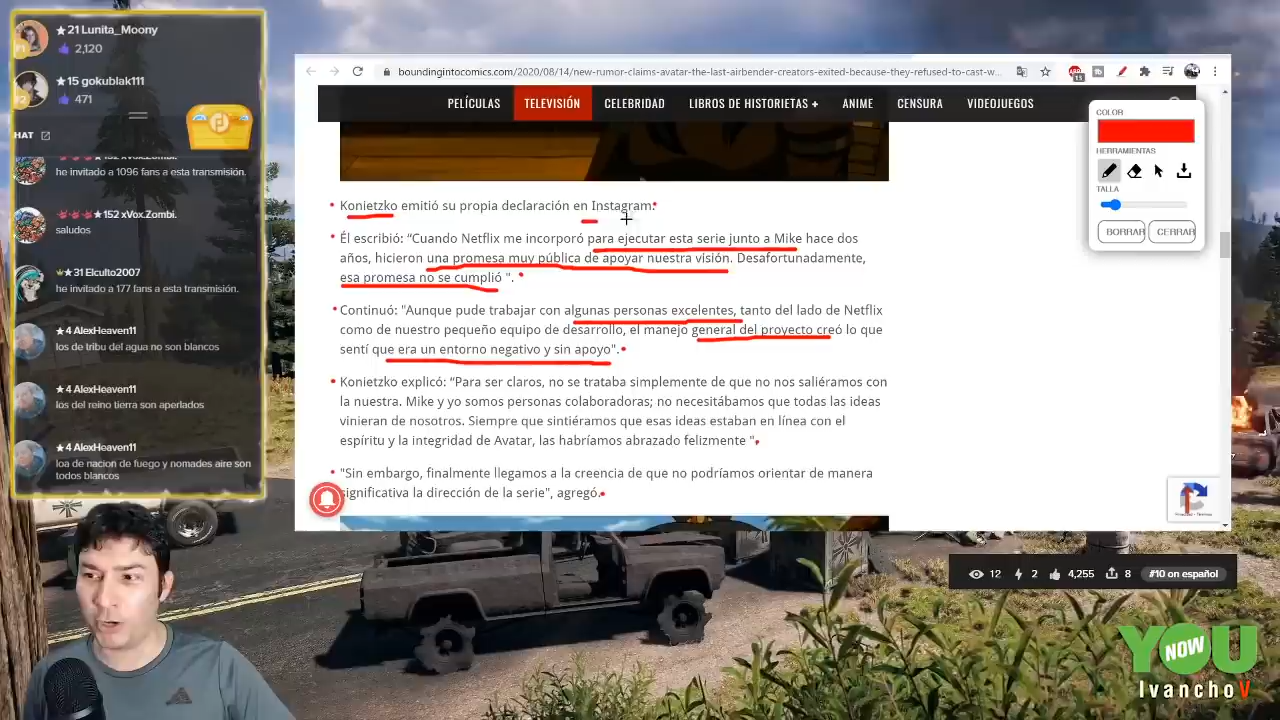 ★21 Lunita_Moony
2,120
F1
★15 gokublak111
471
F2
HAT
★152 xVox.Zombi.
he invitado a 1096 fans a esta transmisión.
★152 xVox.Zombi.
saludos
★31 Elculto2007
he invitado a 177 fans a esta transmisión.
★4 AlexHeaven11
los de tribu del agua no son blancos
★4 AlexHeaven11
los del reino tierra son aperlados
★4 AlexHeaven11
loa de nacion de fuego y nomades aire son
todos blancos
boundingintocomics.com/2020/08/14/new-rumor-claims-avatar-the-last-airbender-creators-exited-because-they-refused-to-cast-w...
PELÍCULAS TELEVISIÓN CELEBRIDAD LIBROS DE HISTORIETAS + ANIME CENSURA VIDEOJUEGOS
Konietzko emitió su propia declaración en Instagram.
Él escribió: “Cuando Netflix me incorporó para ejecutar esta serie junto a Mike hace dos
años, hicieron una promesa muy pública de apoyar nuestra visión. Desafortunadamente,
esa promesa no se cumplió ".
Continuó: "Aunque pude trabajar con algunas personas excelentes, tanto del lado de Netflix
como de nuestro pequeño equipo de desarrollo, el manejo general del proyecto creó lo que
sentí que era un entorno negativo y sin apoyo".
Konietzko explicó: “Para ser claros, no se trataba simplemente de que no nos saliéramos con
la nuestra. Mike y yo somos personas colaboradoras; no necesitábamos que todas las ideas
vinieran de nosotros. Siempre que sintiéramos que esas ideas estaban en línea con el
espíritu y la integridad de Avatar, las habríamos abrazado felizmente ".
"Sin embargo, finalmente llegamos a la creencia de que no podríamos orientar de manera
significativa la dirección de la serie", agregó.
COLOR
HERRAMIENTAS
TALLA
BORRAR CERRAR
12 2 4,255 8 #10 on español
YOU
NOW
IvanchoV